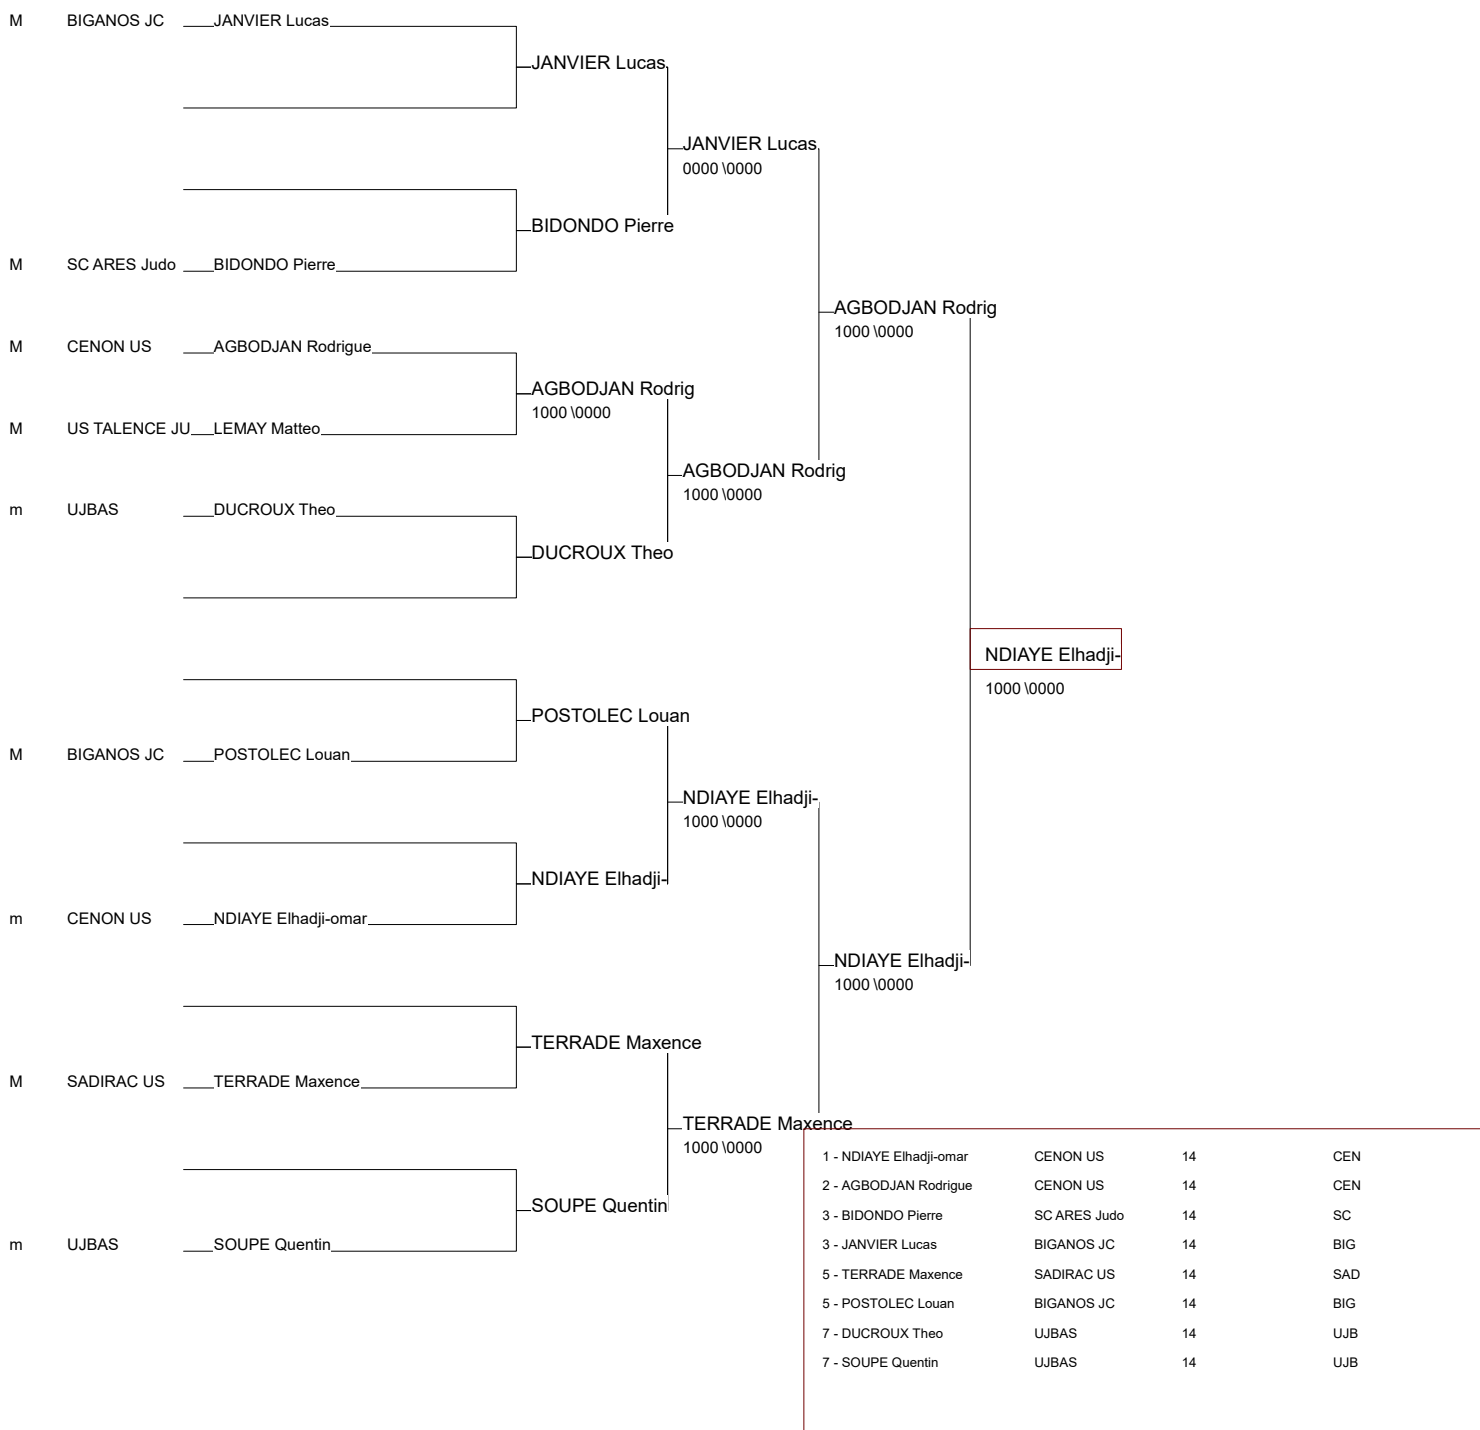 M BIGANOS JC JANVIER Lucas
JANVIER Lucas
JANVIER Lucas
0000 \0000
BIDONDO Pierre
M SC ARES Judo BIDONDO Pierre
AGBODJAN Rodrig
1000 \0000
M CENON US AGBODJAN Rodrigue
AGBODJAN Rodrig
1000 \0000
M US TALENCE JU LEMAY Matteo
AGBODJAN Rodrig
1000 \0000
m UJBAS DUCROUX Theo
DUCROUX Theo
NDIAYE Elhadji-
1000 \0000
POSTOLEC Louan
M BIGANOS JC POSTOLEC Louan
NDIAYE Elhadji-
1000 \0000
NDIAYE Elhadji-
m CENON US NDIAYE Elhadji-omar
NDIAYE Elhadji-
1000 \0000
TERRADE Maxence
M SADIRAC US TERRADE Maxence
TERRADE Maxence
1000 \0000
SOUPE Quentin
m UJBAS SOUPE Quentin
1 - NDIAYE Elhadji-omar CENON US 14 CEN
2 - AGBODJAN Rodrigue CENON US 14 CEN
3 - BIDONDO Pierre SC ARES Judo 14 SC
3 - JANVIER Lucas BIGANOS JC 14 BIG
5 - TERRADE Maxence SADIRAC US 14 SAD
5 - POSTOLEC Louan BIGANOS JC 14 BIG
7 - DUCROUX Theo UJBAS 14 UJB
7 - SOUPE Quentin UJBAS 14 UJB